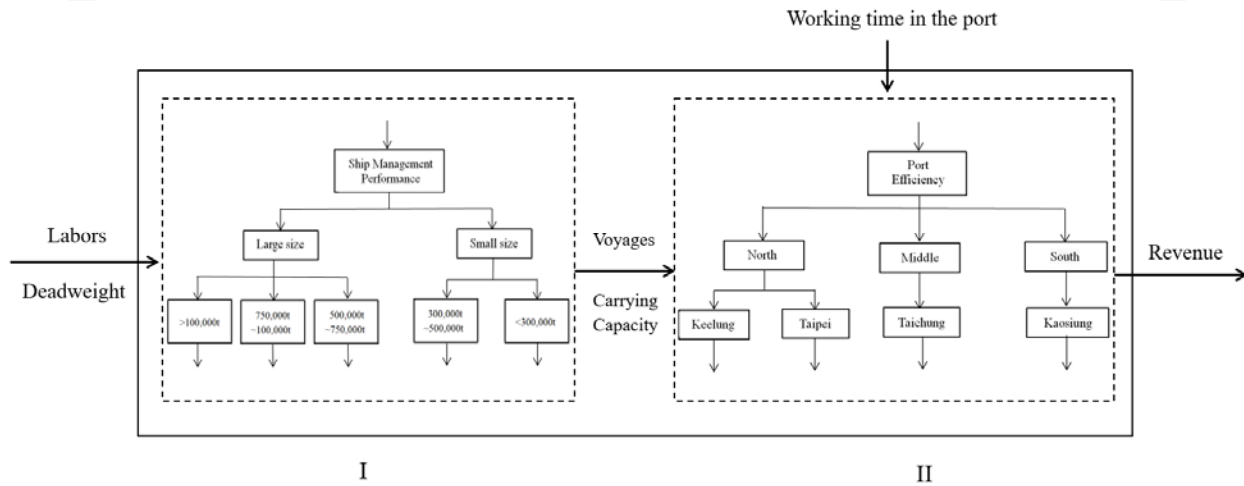 Working time in the port
Ship Management
Performance
Port
Efficiency
Labors
Deadweight
Large size
Small size
Voyages
Carrying
Capacity
North
Middle
South
Revenue
>100,000t
750,000t
~100,000t
500,000t
~750,000t
300,000t
~500,000t
<300,000t
Keelung
Taipei
Taichung
Kaosiung
I
II